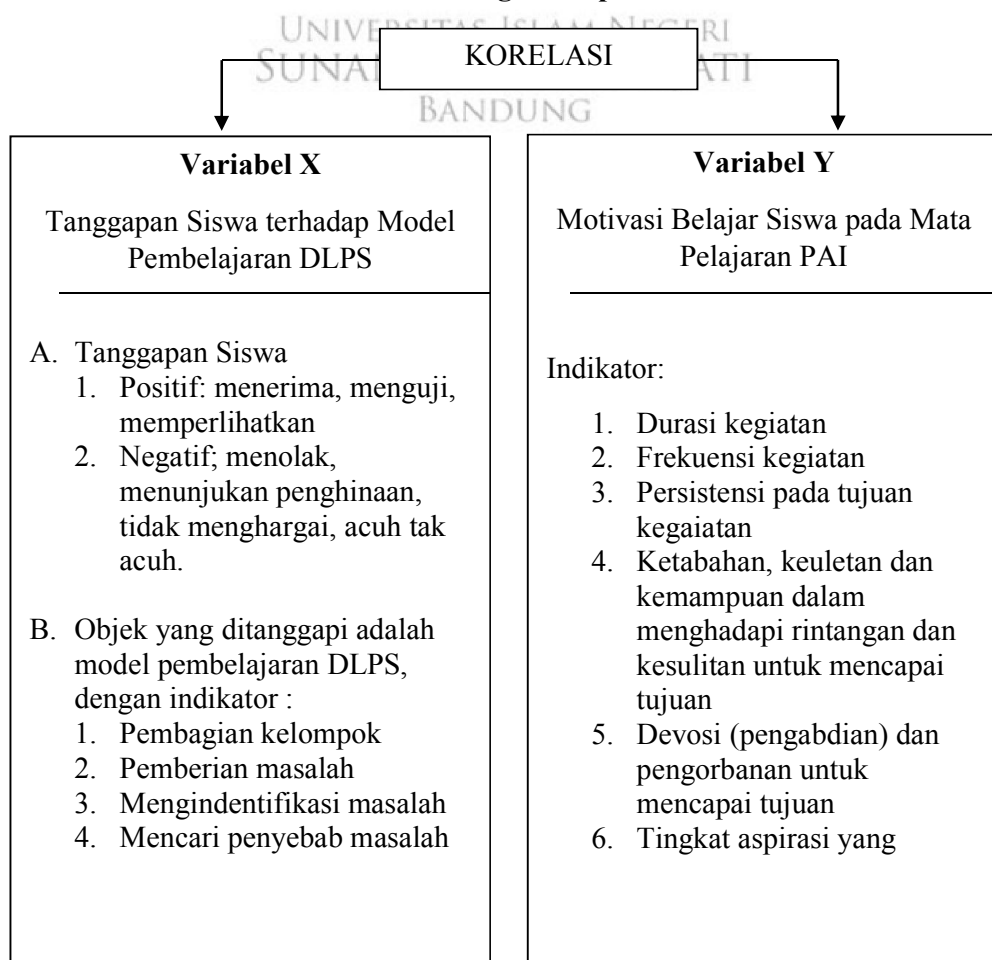 UNIVERSITAS ISLAM NEGERI
KORELASI
BANDUNG
Variabel X
Tanggapan Siswa terhadap Model
Pembelajaran DLPS
A. Tanggapan Siswa
1. Positif: menerima, menguji,
memperlihatkan
2. Negatif; menolak,
menunjukan penghinaan,
tidak menghargai, acuh tak
acuh.
B. Objek yang ditanggapi adalah
model pembelajaran DLPS,
dengan indikator :
1. Pembagian kelompok
2. Pemberian masalah
3. Mengindentifikasi masalah
4. Mencari penyebab masalah
Variabel Y
Motivasi Belajar Siswa pada Mata
Pelajaran PAI
Indikator:
1. Durasi kegiatan
2. Frekuensi kegiatan
3. Persistensi pada tujuan
kegaiatan
4. Ketabahan, keuletan dan
kemampuan dalam
menghadapi rintangan dan
kesulitan untuk mencapai
tujuan
5. Devosi (pengabdian) dan
pengorbanan untuk
mencapai tujuan
6. Tingkat aspirasi yang